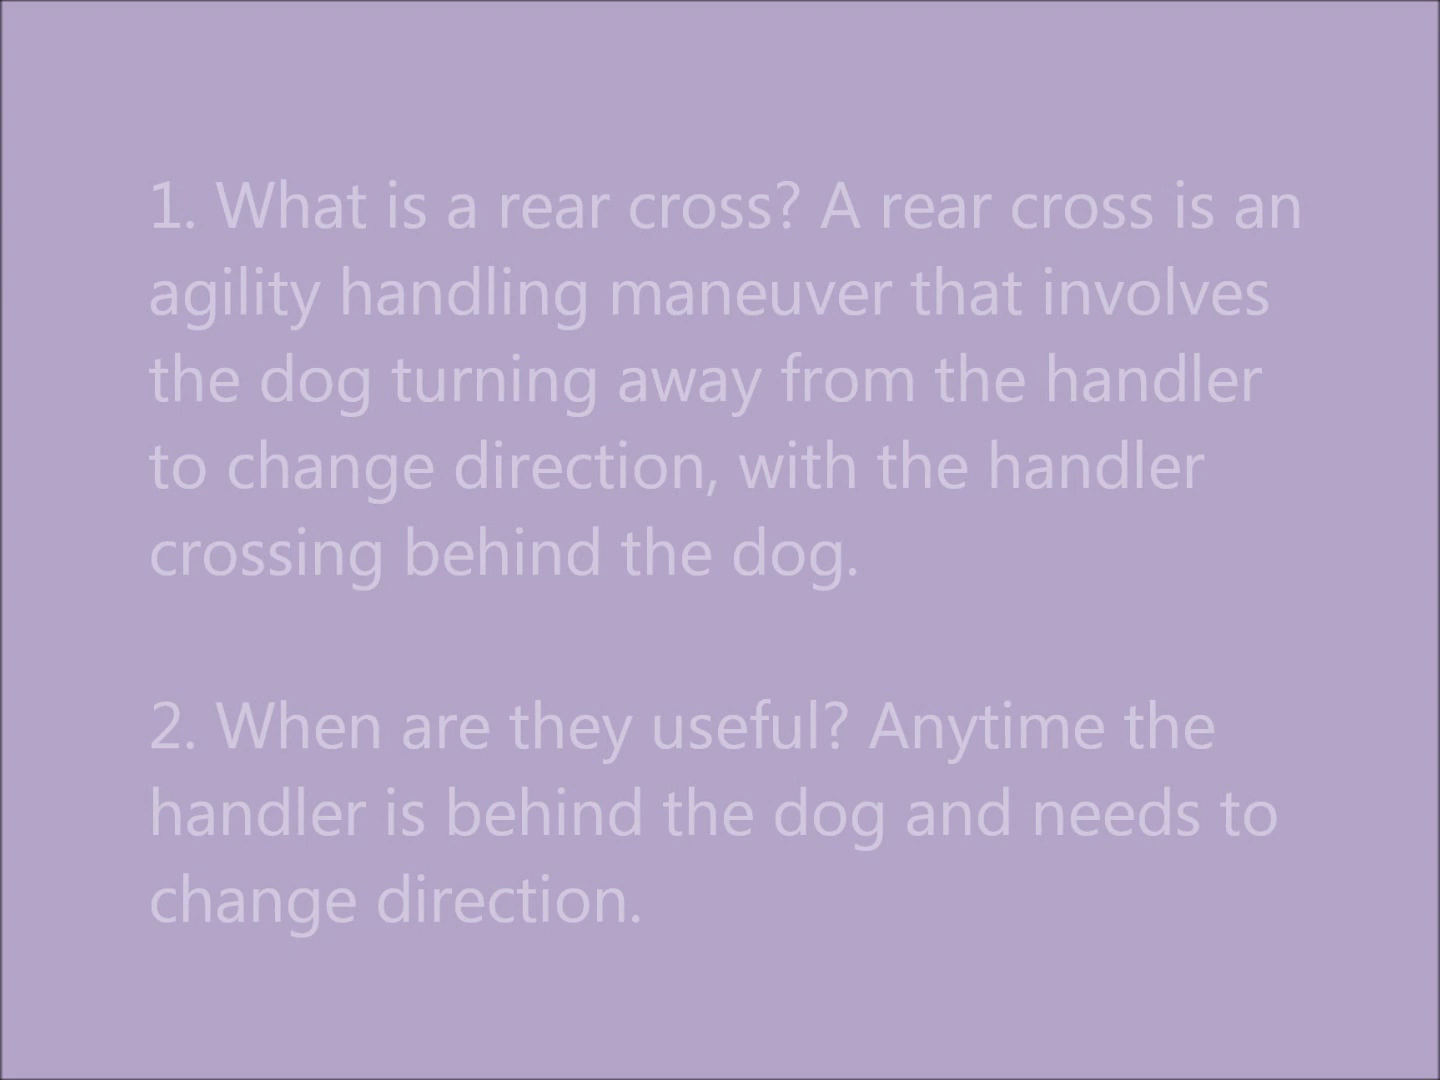 1. What is a rear cross? A rear cross is an
agility handling maneuver that involves
the dog turning away from the handler
to change direction, with the handler
crossing behind the dog.
2. When are they useful? Anytime the
handler is behind the dog and needs to
change direction.